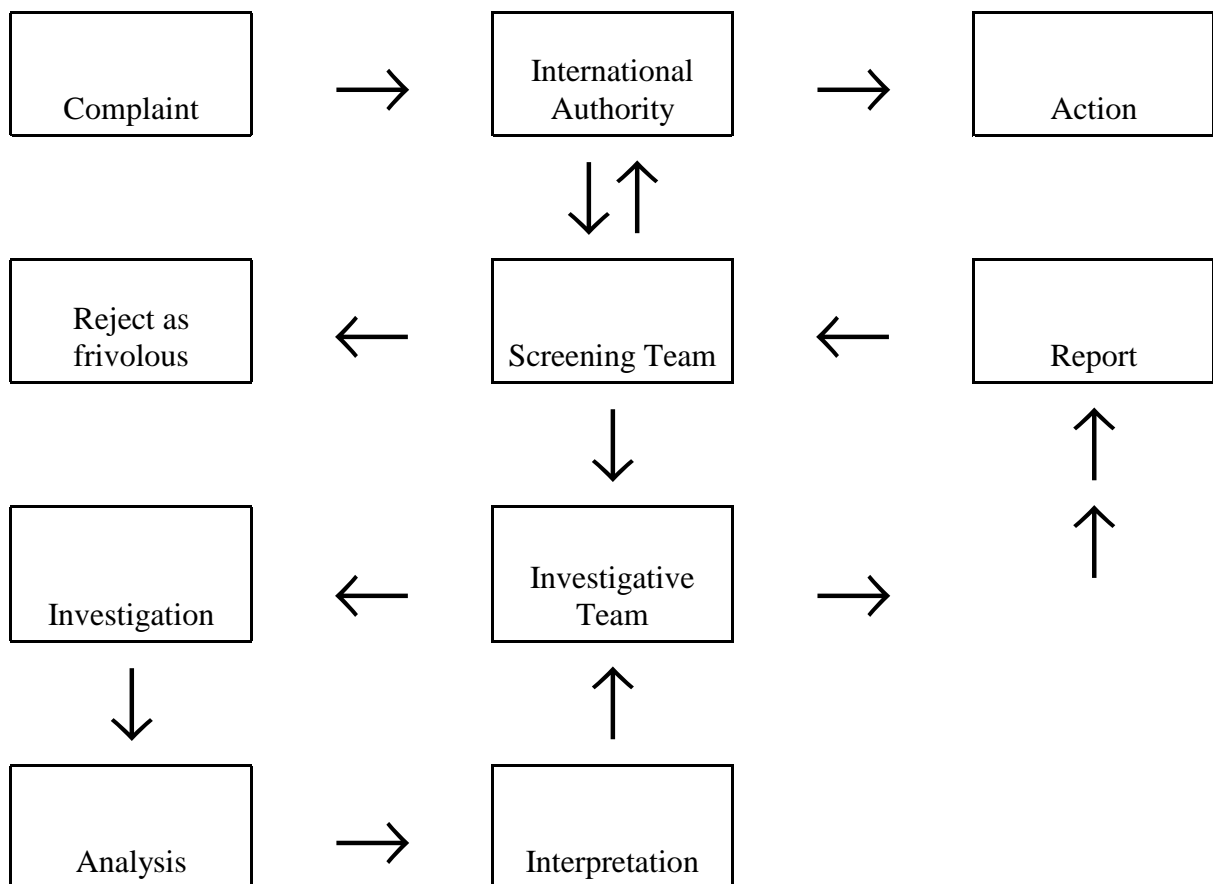 Complaint
International
Authority
Action
Reject as
frivolous
Screening Team
Report
Investigation
Investigative
Team
Analysis
Interpretation